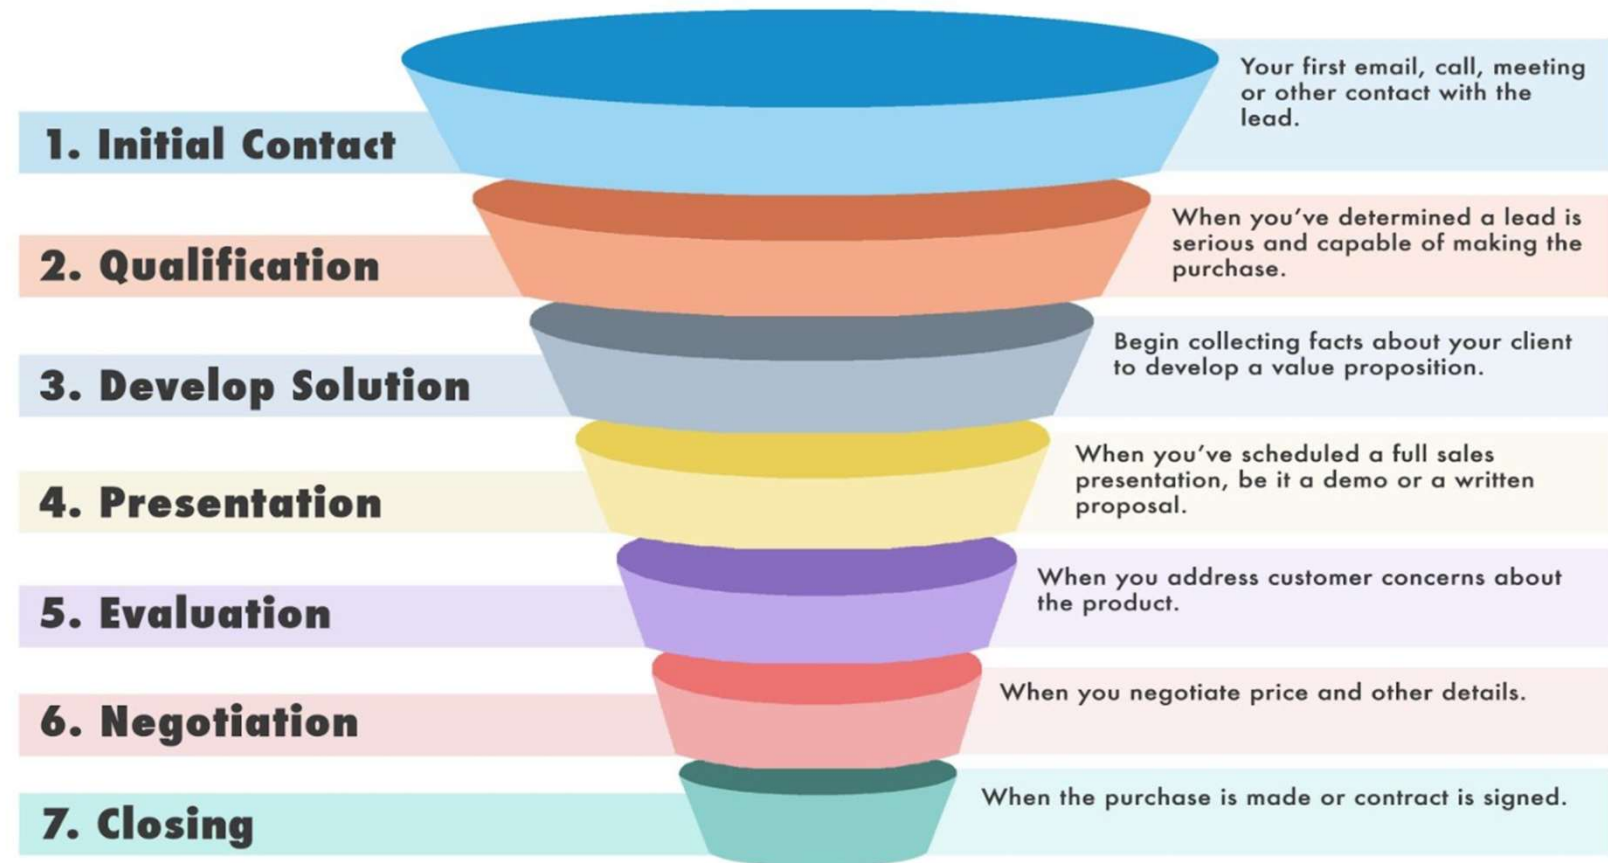 1. Initial Contact
Your first email, call, meeting
or other contact with the
lead.
2. Qualification
When you've determined a lead is
serious and capable of making the
purchase.
3. Develop Solution
Begin collecting facts about your client
to develop a value proposition.
4. Presentation
When you've scheduled a full sales
presentation, be it a demo or a written
proposal.
5. Evaluation
When you address customer concerns about
the product.
6. Negotiation
When you negotiate price and other details.
7. Closing
When the purchase is made or contract is signed.